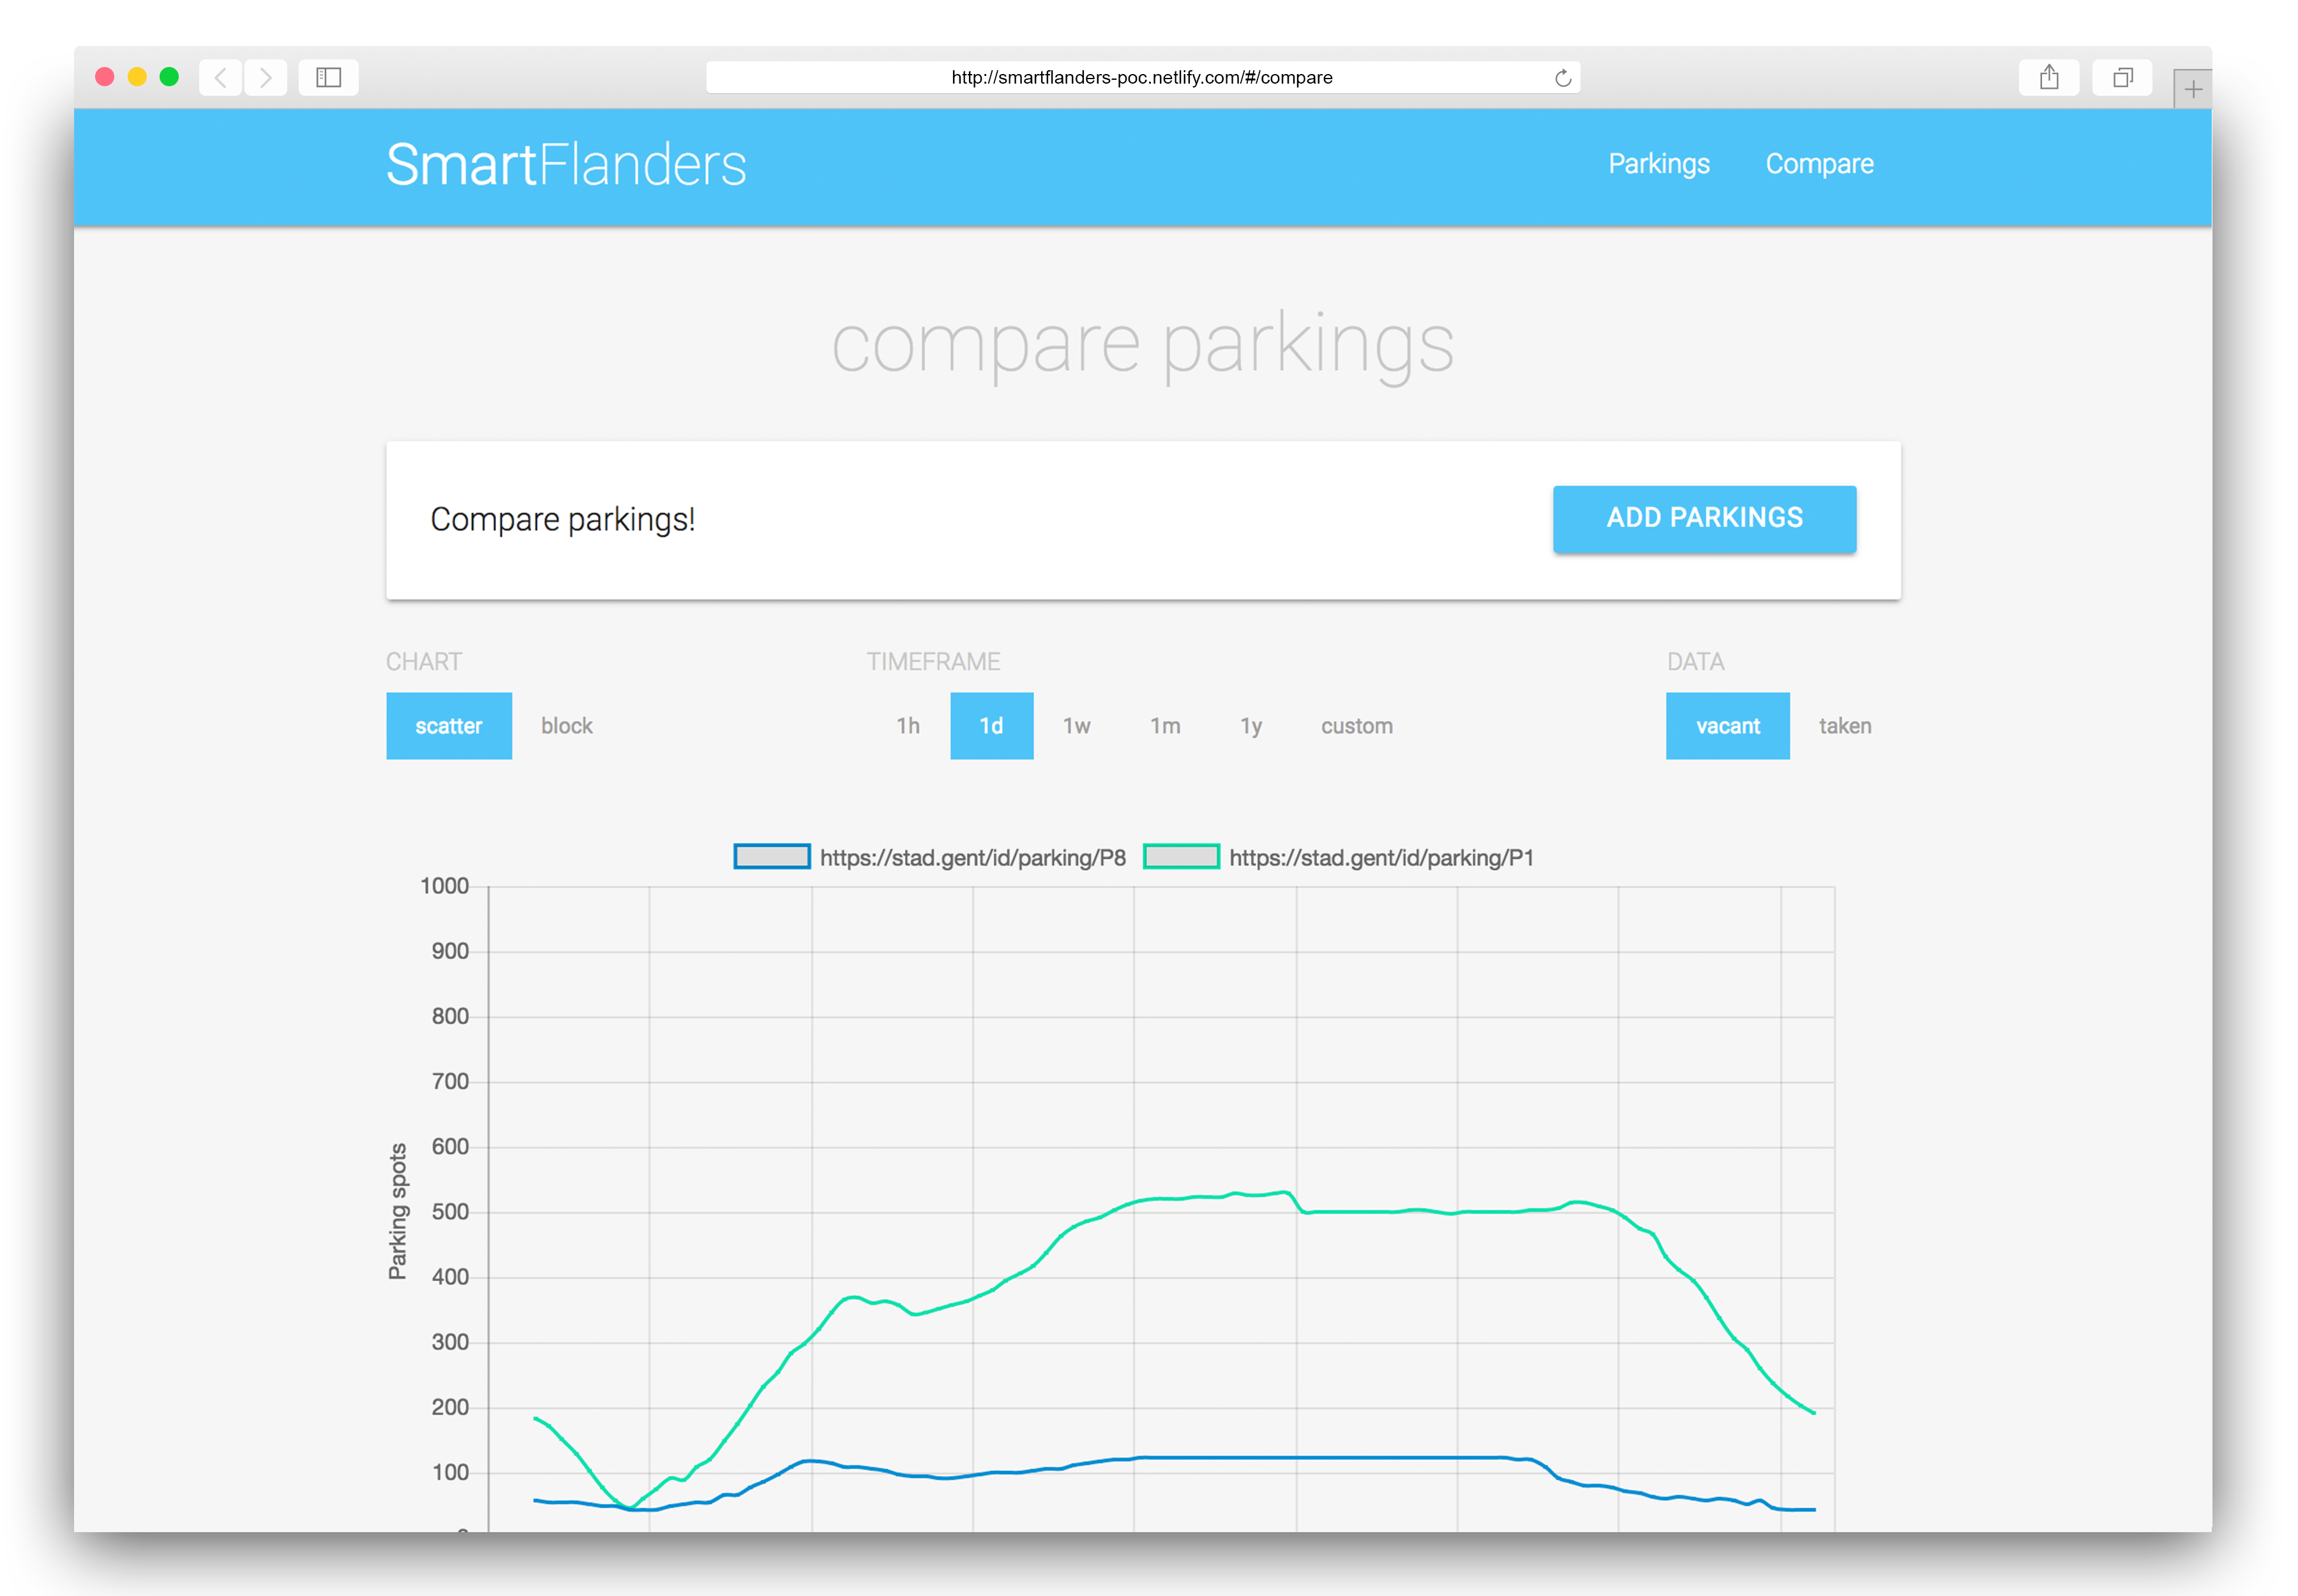 http://smartflanders-poc.netlify.com/#/compare
SmartFlanders
Parkings Compare
compare parkings
Compare parkings!
ADD PARKINGS
CHART TIMEFRAME DATA
scatter block 1h 1d 1w 1m 1y custom vacant taken
https://stad.gent/id/parking/P8 https://stad.gent/id/parking/P1
1000
900
800
700
600
500
400
300
200
100
Parking spots